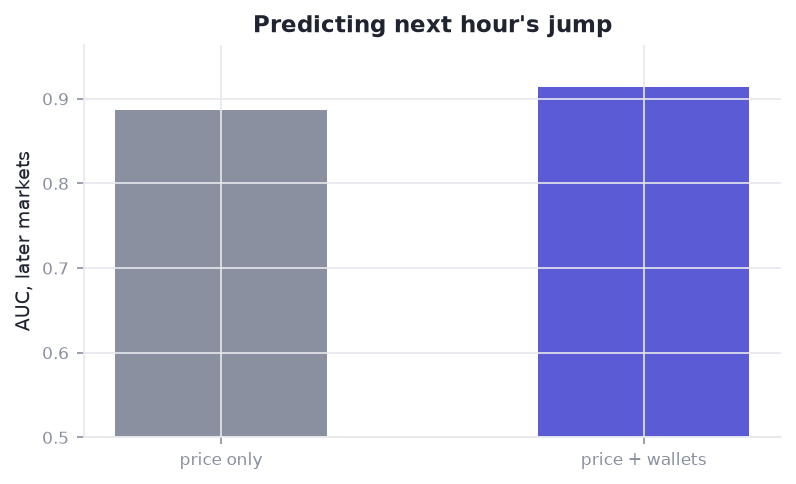 Predicting next hour's jump
AUC, later markets
0.9
0.8
0.7
0.6
0.5
price only
price + wallets